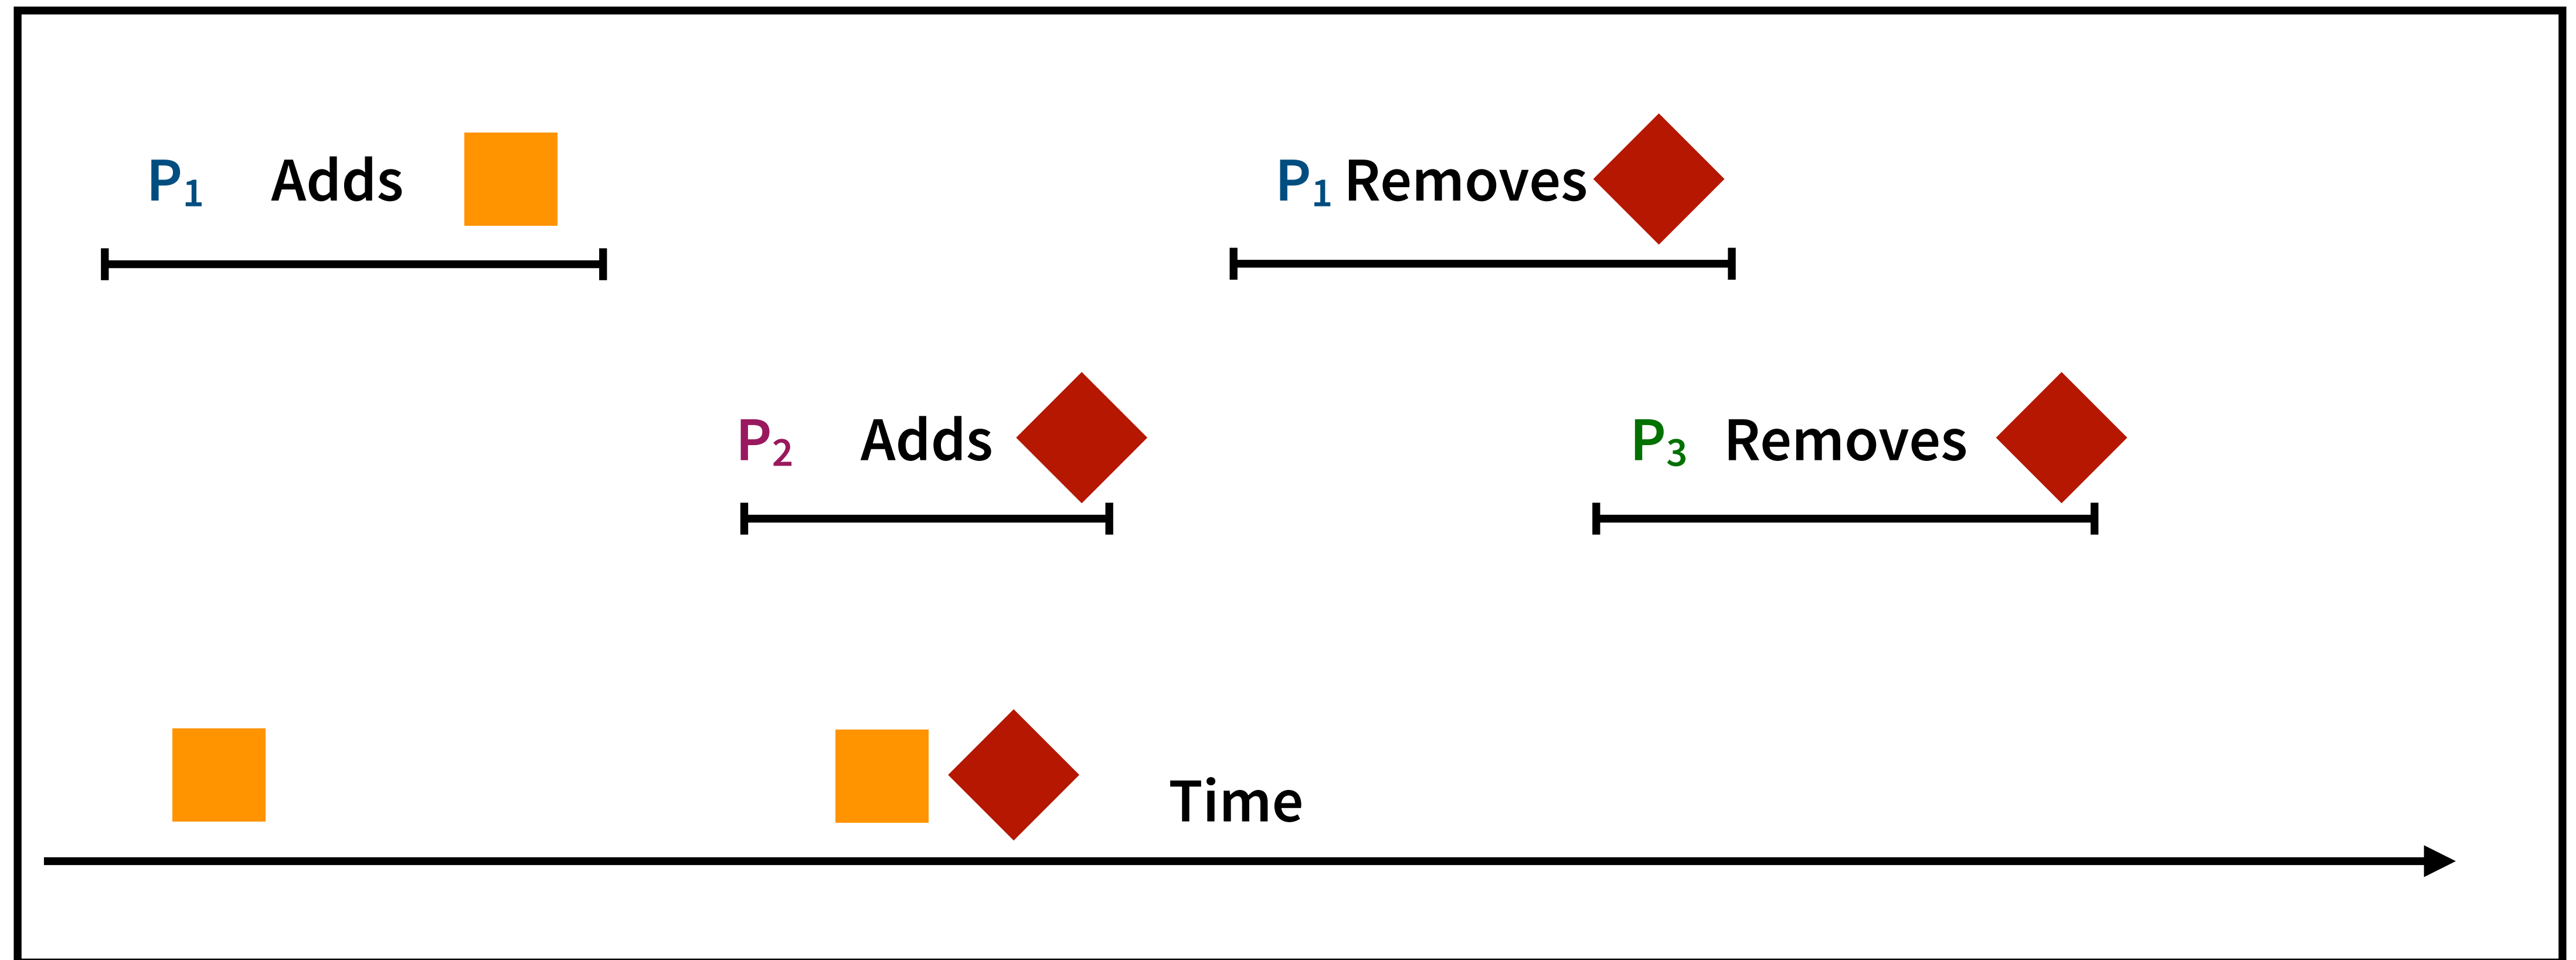 P₁ Adds
P₁ Removes
P₂ Adds
P₃ Removes
Time